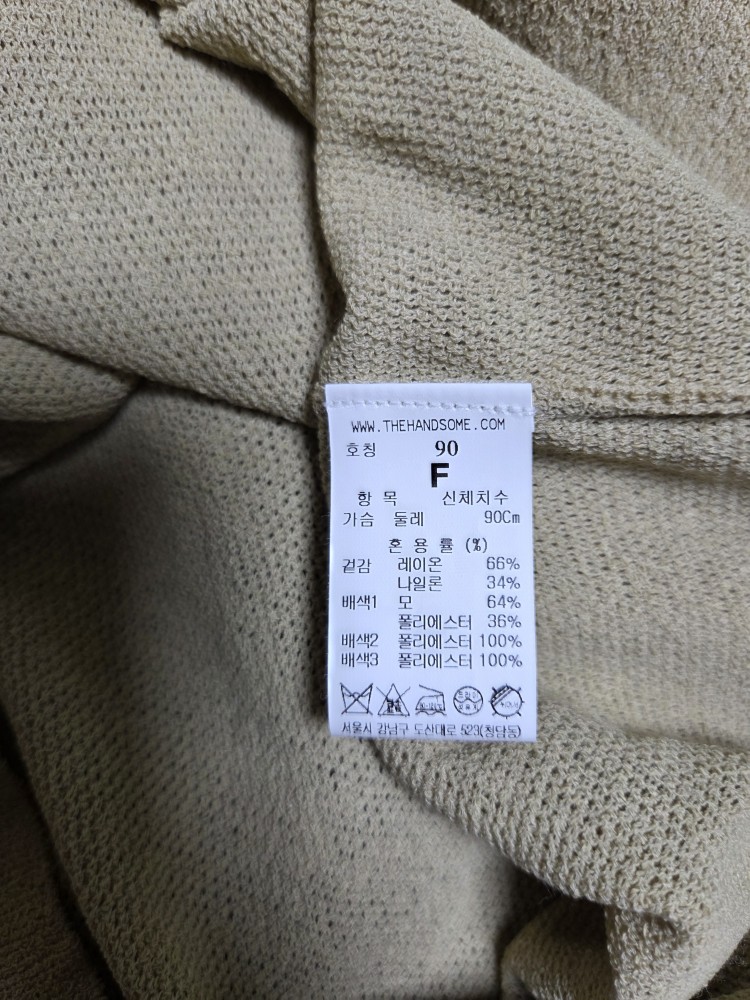 WWW.THEHANDSOME.COM
호칭 90
F
항 목 신체치수
가슴 둘레 90Cm
혼 용 률 (%)
겉감 레이온 66%
나일론 34%
배색1 모 64%
폴리에스터 36%
배색2 폴리에스터 100%
배색3 폴리에스터 100%
서울시 강남구 도산대로 523(청담동)